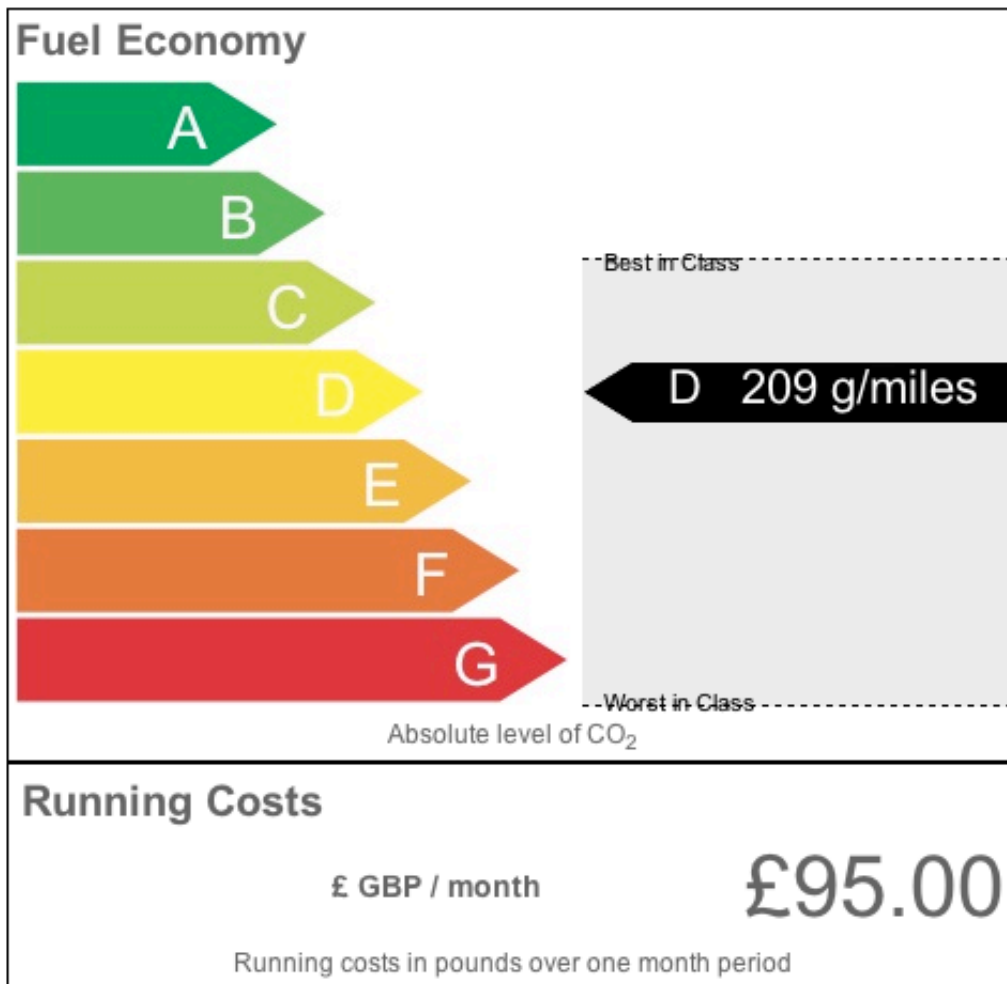 Fuel Economy
A
B
Best in Class
C
D
D 209 g/miles
E
F
G
Worst in Class
Absolute level of CO₂
Running Costs
£ GBP / month
£95.00
Running costs in pounds over one month period